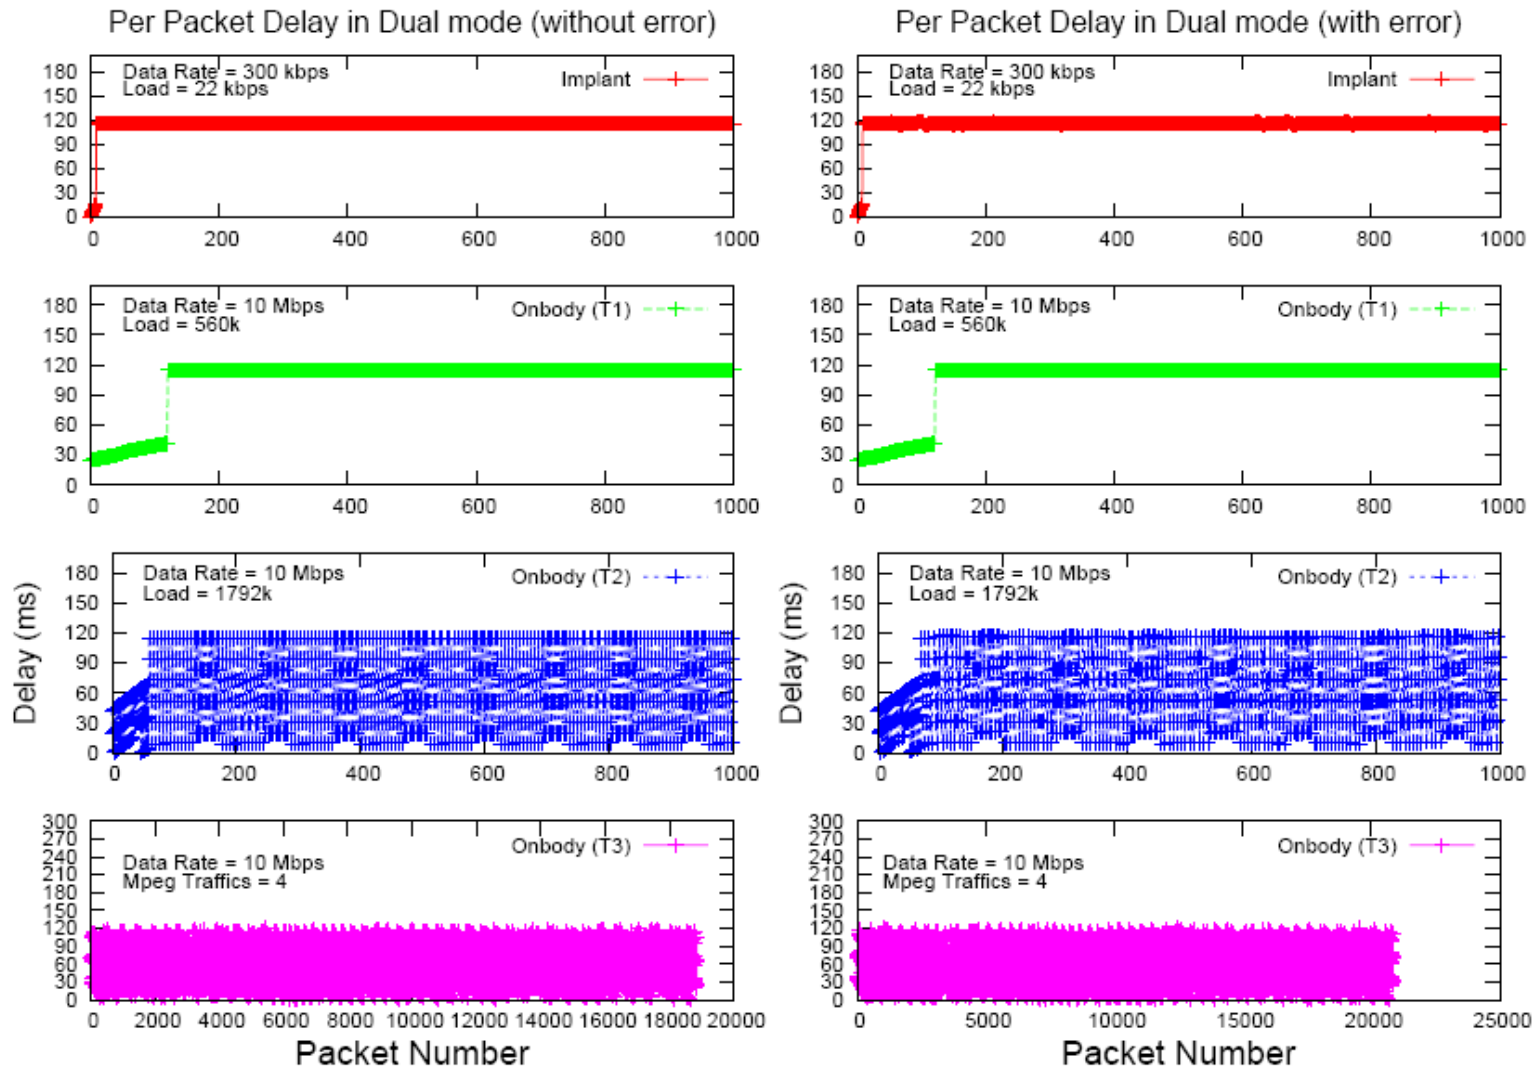 Per Packet Delay in Dual mode (without error)
180
150
120
90
60
30
0
Data Rate = 300 kbps
Load = 22 kbps
Implant
0 200 400 600 800 1000
180
150
120
90
60
30
0
Data Rate = 10 Mbps
Load = 560k
Onbody (T1)
0 200 400 600 800 1000
Delay (ms)
180
150
120
90
60
30
0
Data Rate = 10 Mbps
Load = 1792k
Onbody (T2)
0 200 400 600 800 1000
300
270
240
210
180
150
120
90
60
30
0
Data Rate = 10 Mbps
Mpeg Traffics = 4
Onbody (T3)
0 2000 4000 6000 8000 10000 12000 14000 16000 18000 20000
Packet Number
Per Packet Delay in Dual mode (with error)
180
150
120
90
60
30
0
Data Rate = 300 kbps
Load = 22 kbps
Implant
0 200 400 600 800 1000
180
150
120
90
60
30
0
Data Rate = 10 Mbps
Load = 560k
Onbody (T1)
0 200 400 600 800 1000
Delay (ms)
180
150
120
90
60
30
0
Data Rate = 10 Mbps
Load = 1792k
Onbody (T2)
0 200 400 600 800 1000
300
270
240
210
180
150
120
90
60
30
0
Data Rate = 10 Mbps
Mpeg Traffics = 4
Onbody (T3)
0 5000 10000 15000 20000 25000
Packet Number